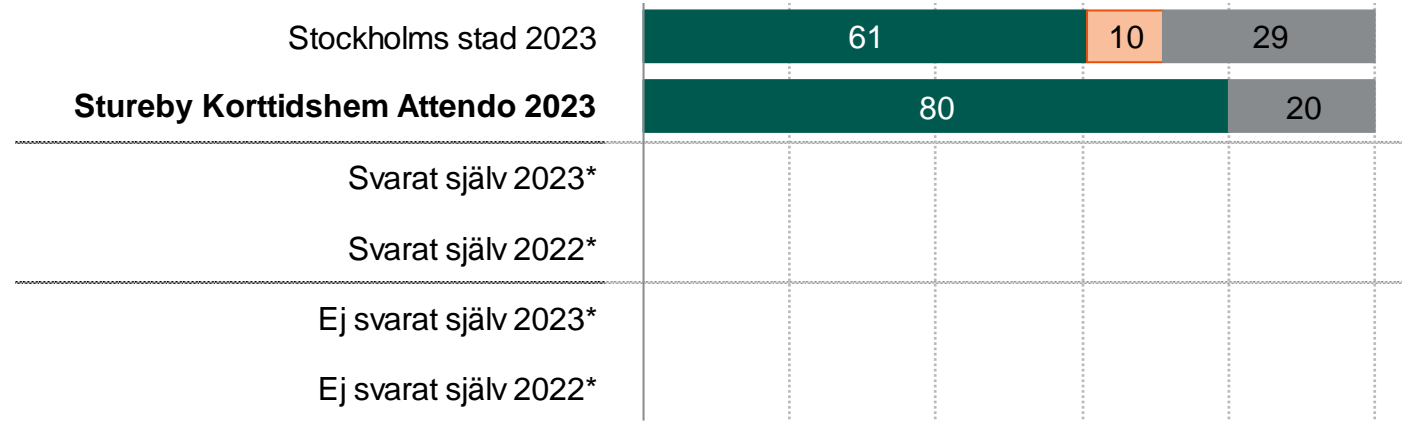 Stockholms stad 2023 61 10 29
Stureby Korttidshem Attendo 2023 80 20
Svarat själv 2023*
Svarat själv 2022*
Ej svarat själv 2023*
Ej svarat själv 2022*